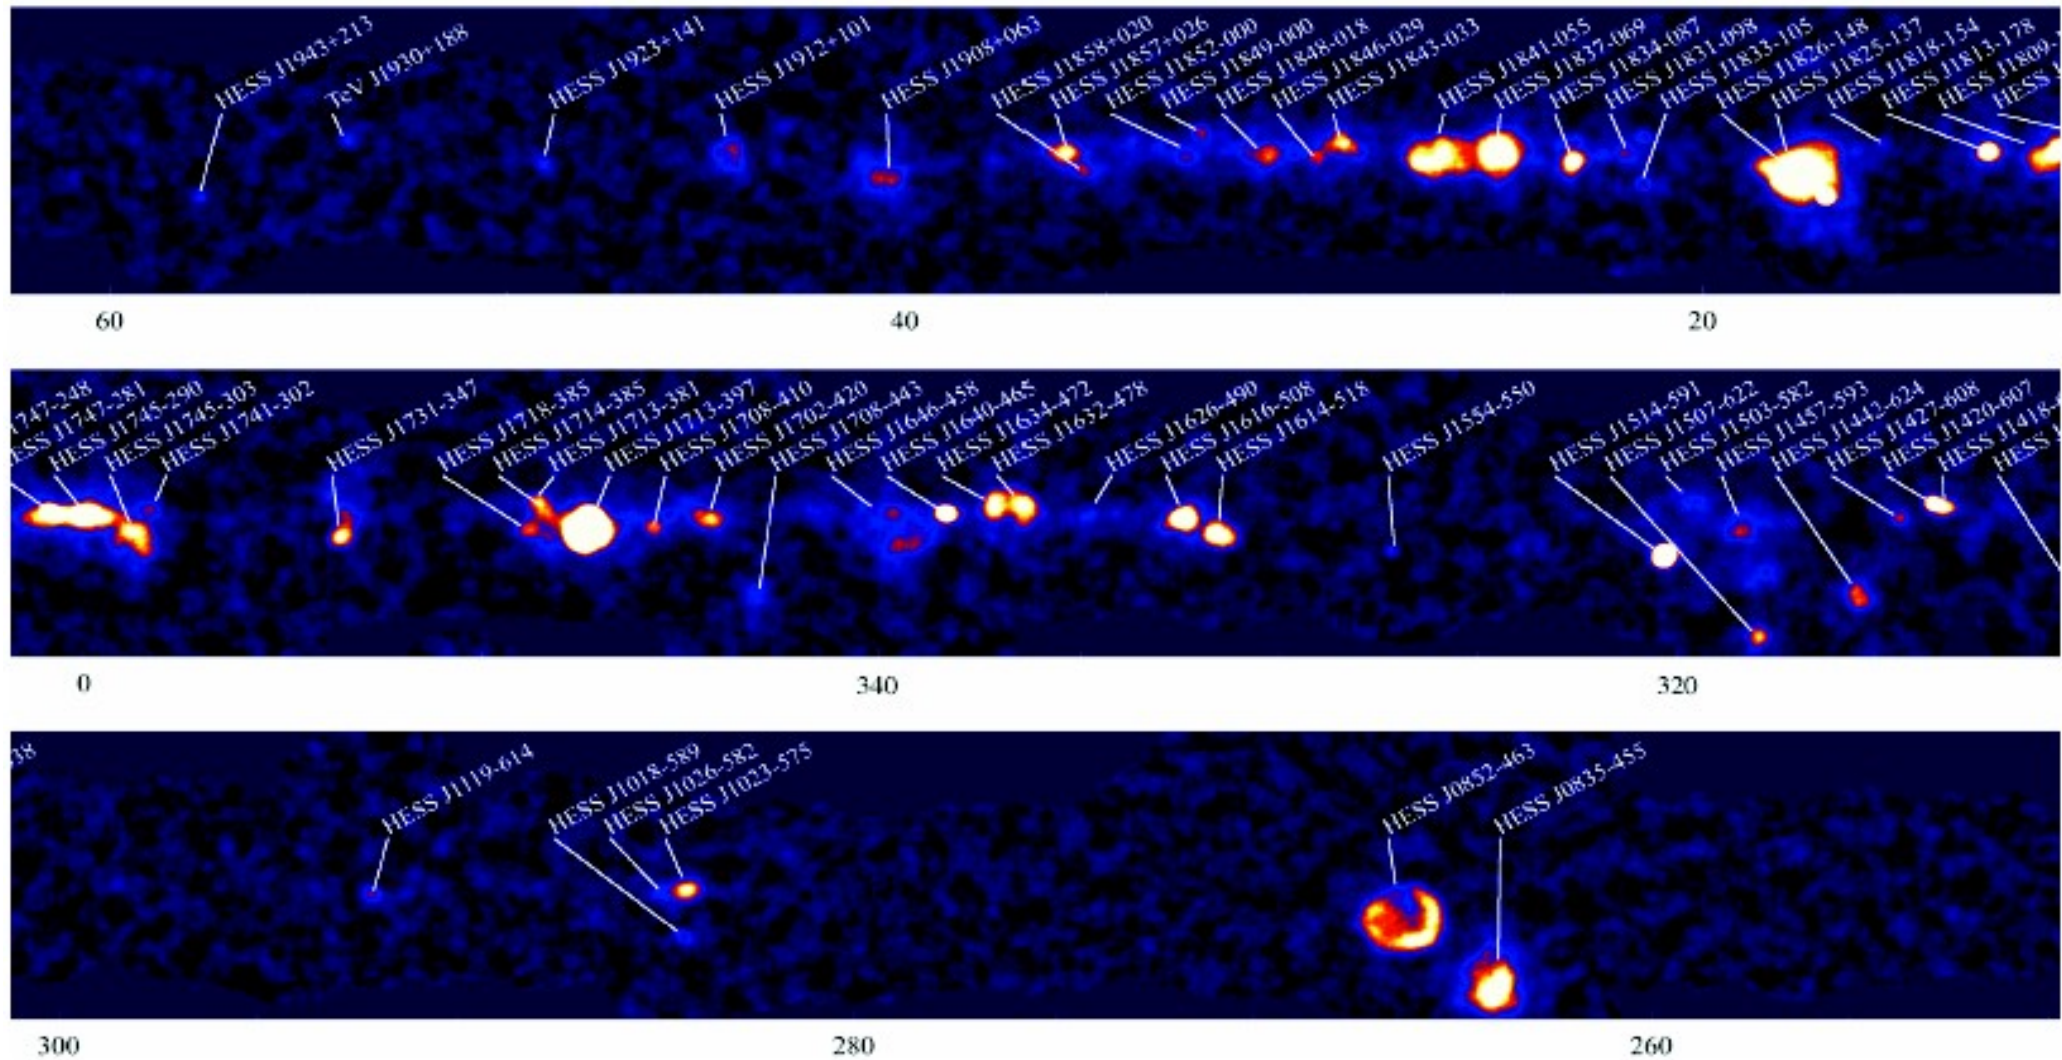 HESS J1943+213
TeV J1930+188
HESS J1923+141
HESS J1912+101
HESS J1908+063
HESS J1858+020
HESS J1857+026
HESS J1852-000
HESS J1849-000
HESS J1848-018
HESS J1846-029
HESS J1843-033
HESS J1841-055
HESS J1837-069
HESS J1834-087
HESS J1831-098
HESS J1833-105
HESS J1826-148
HESS J1825-137
HESS J1818-154
HESS J1813-178
HESS J1809-
HESS J
60 40 20
1747-248
ESS J1747-281
HESS J1745-290
HESS J1745-303
HESS J1741-302
HESS J1731-347
HESS J1718-385
HESS J1714-385
HESS J1713-381
HESS J1713-397
HESS J1708-410
HESS J1702-420
HESS J1708-443
HESS J1646-458
HESS J1640-465
HESS J1634-472
HESS J1632-478
HESS J1626-490
HESS J1616-508
HESS J1614-518
HESS J1554-550
HESS J1514-591
HESS J1507-622
HESS J1503-582
HESS J1457-593
HESS J1442-624
HESS J1427-608
HESS J1420-607
HESS J1418-
HESS J
0 340 320
38
HESS J1119-614
HESS J1018-589
HESS J1026-582
HESS J1023-575
HESS J0852-463
HESS J0835-455
300 280 260